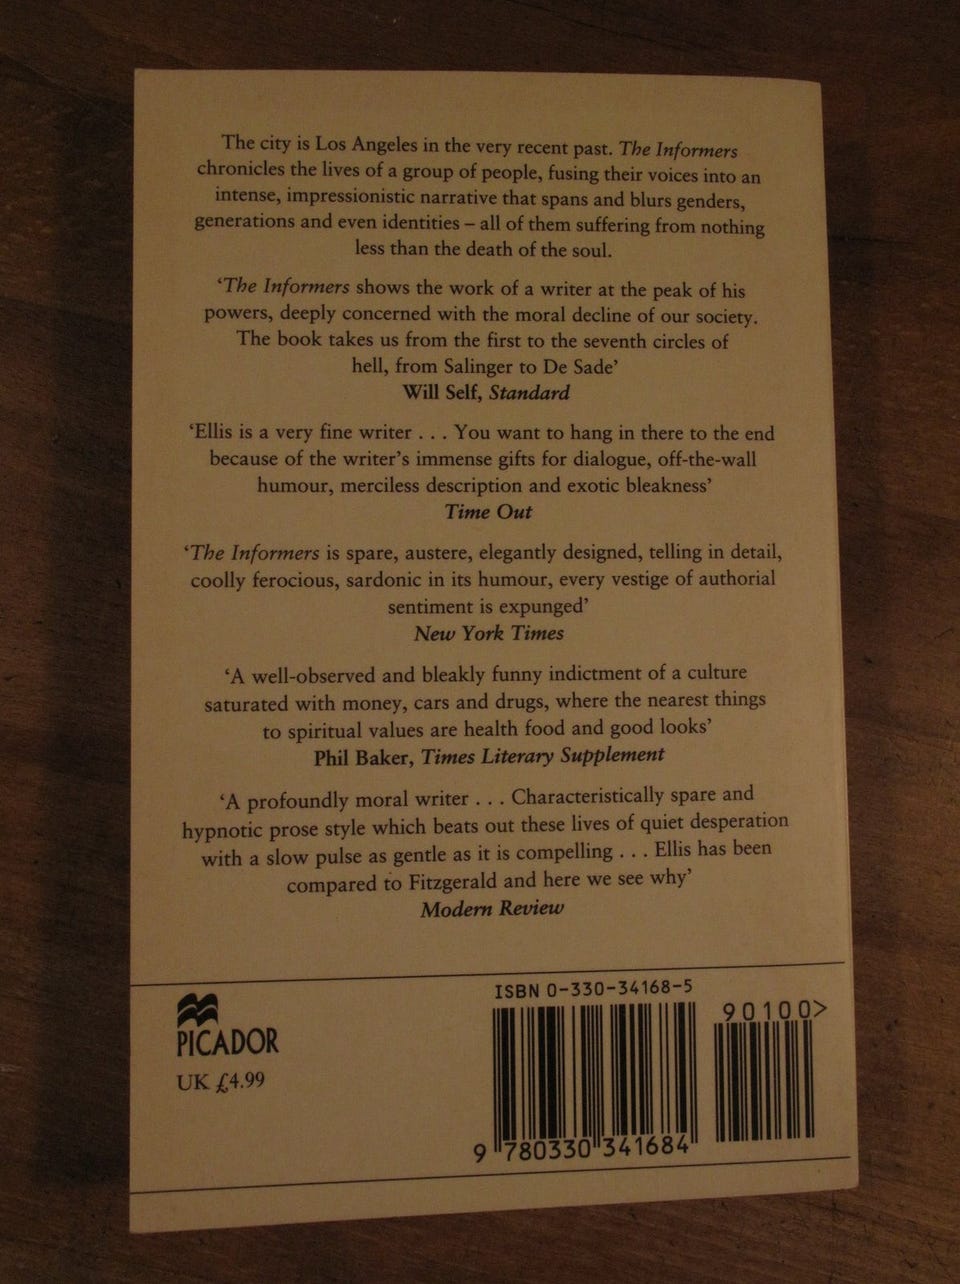 The city is Los Angeles in the very recent past. The Informers
chronicles the lives of a group of people, fusing their voices into an
intense, impressionistic narrative that spans and blurs genders,
generations and even identities – all of them suffering from nothing
less than the death of the soul.
‘The Informers shows the work of a writer at the peak of his
powers, deeply concerned with the moral decline of our society.
The book takes us from the first to the seventh circles of
hell, from Salinger to De Sade’
Will Self, Standard
‘Ellis is a very fine writer . . . You want to hang in there to the end
because of the writer’s immense gifts for dialogue, off-the-wall
humour, merciless description and exotic bleakness’
Time Out
‘The Informers is spare, austere, elegantly designed, telling in detail,
coolly ferocious, sardonic in its humour, every vestige of authorial
sentiment is expunged’
New York Times
‘A well-observed and bleakly funny indictment of a culture
saturated with money, cars and drugs, where the nearest things
to spiritual values are health food and good looks’
Phil Baker, Times Literary Supplement
‘A profoundly moral writer . . . Characteristically spare and
hypnotic prose style which beats out these lives of quiet desperation
with a slow pulse as gentle as it is compelling . . . Ellis has been
compared to Fitzgerald and here we see why’
Modern Review
PICADOR
UK £4.99
ISBN 0-330-34168-5
90100>
9 780330 341684